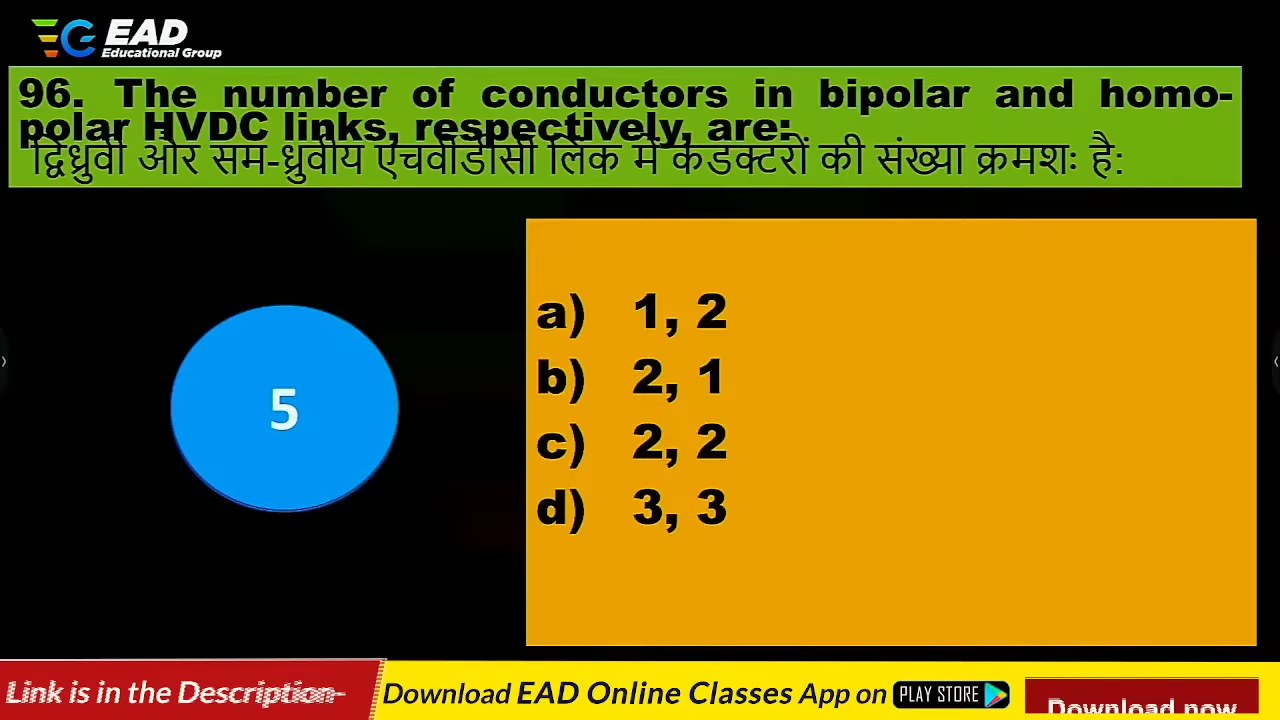 EAD
Educational Group
96. The number of conductors in bipolar and homo-
polar HVDC links, respectively, are:
द्विध्रुवी और सम-ध्रुवीय एचवीडीसी लिंक में कंडक्टरों की संख्या क्रमशः है:
a) 1, 2
b) 2, 1
c) 2, 2
d) 3, 3
5
Link is in the Description-
Download EAD Online Classes App on PLAY STORE
Download now